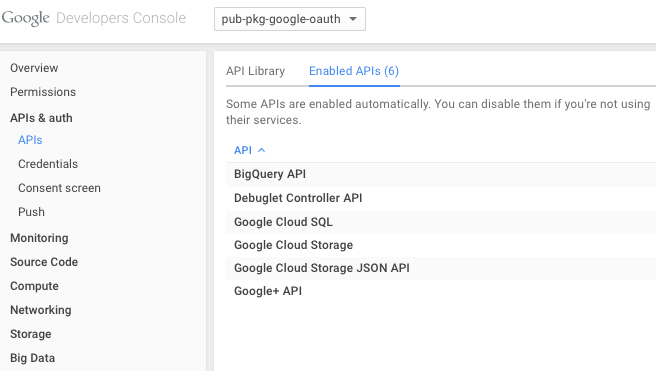 Google Developers Console
pub-pkg-google-oauth
Overview
Permissions
APIs & auth
APIs
Credentials
Consent screen
Push
Monitoring
Source Code
Compute
Networking
Storage
Big Data
API Library
Enabled APIs (6)
Some APIs are enabled automatically. You can disable them if you're not using
their services.
API
BigQuery API
Debuglet Controller API
Google Cloud SQL
Google Cloud Storage
Google Cloud Storage JSON API
Google+ API